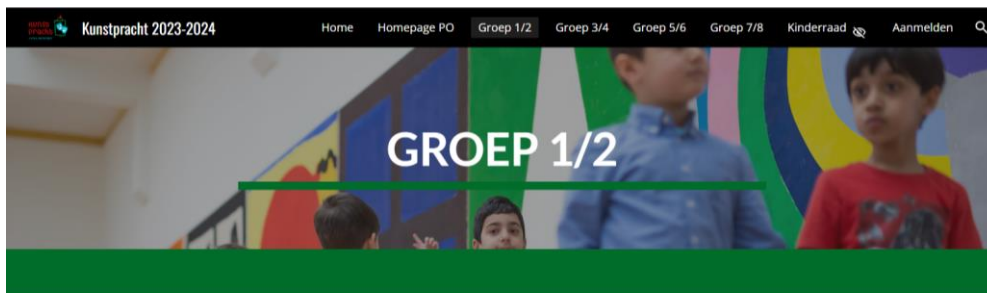 Kunstpracht 2023-2024
Home
Homepage PO
Groep 1/2
Groep 3/4
Groep 5/6
Groep 7/8
Kinderraad
Aanmelden
GROEP 1/2